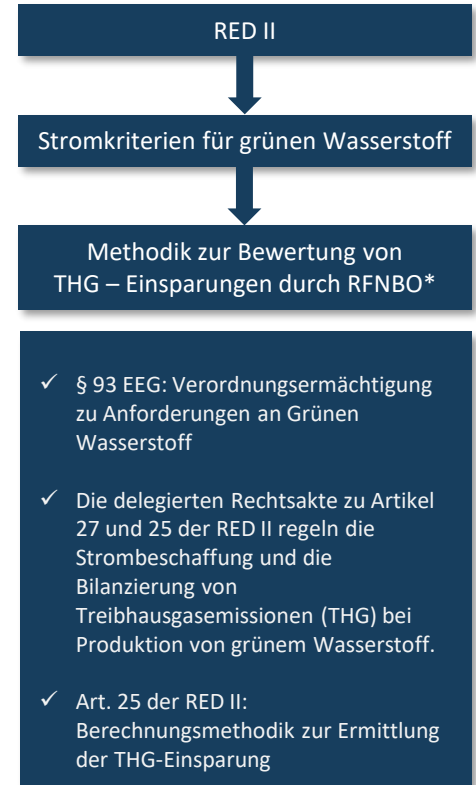 RED II
Stromkriterien für grünen Wasserstoff
Methodik zur Bewertung von
THG – Einsparungen durch RFNBO*
✓ § 93 EEG: Verordnungsermächtigung
zu Anforderungen an Grünen
Wasserstoff
✓ Die delegierten Rechtsakte zu Artikel
27 und 25 der RED II regeln die
Strombeschaffung und die
Bilanzierung von
Treibhausgasemissionen (THG) bei
Produktion von grünem Wasserstoff.
✓ Art. 25 der RED II:
Berechnungsmethodik zur Ermittlung
der THG-Einsparung